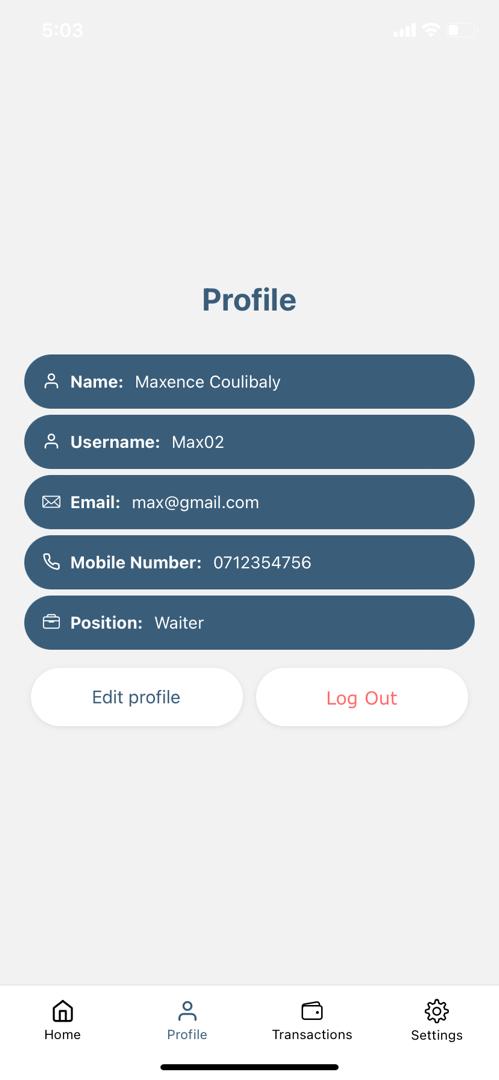 5:03
Profile
Name: Maxence Coulibaly
Username: Max02
Email: max@gmail.com
Mobile Number: 0712354756
Position: Waiter
Edit profile Log Out
Home Profile Transactions Settings